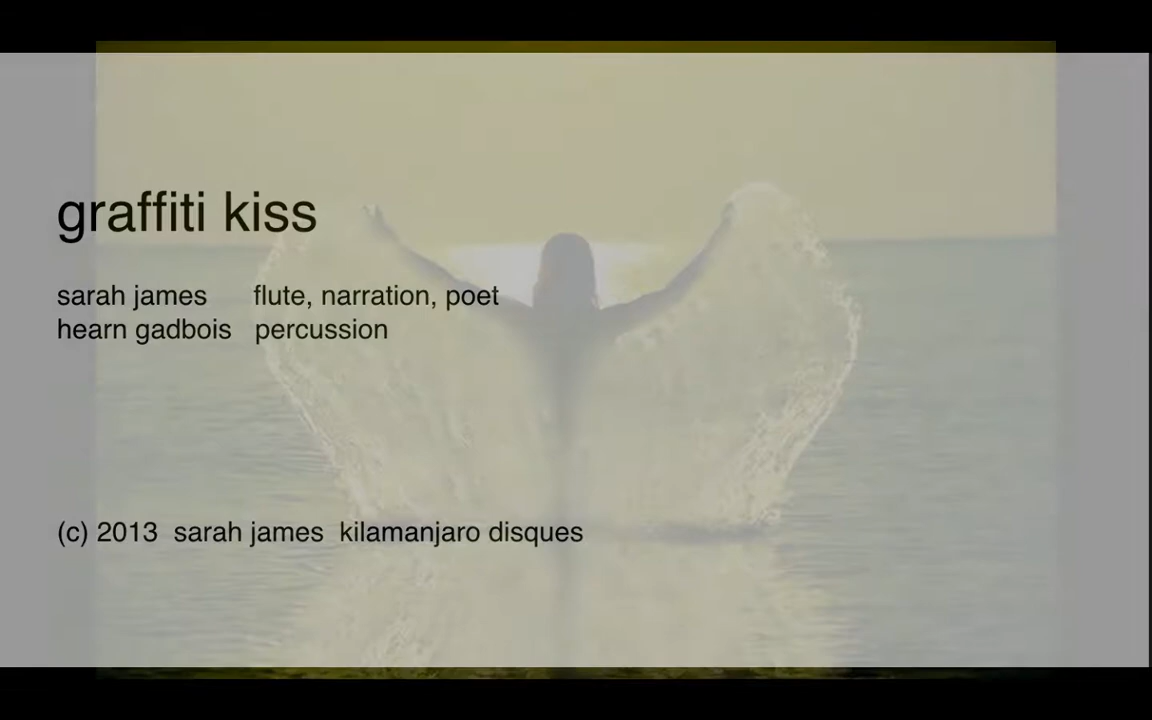 graffiti kiss
sarah james flute, narration, poet
hearn gadbois percussion
(c) 2013 sarah james kilamanjaro disques